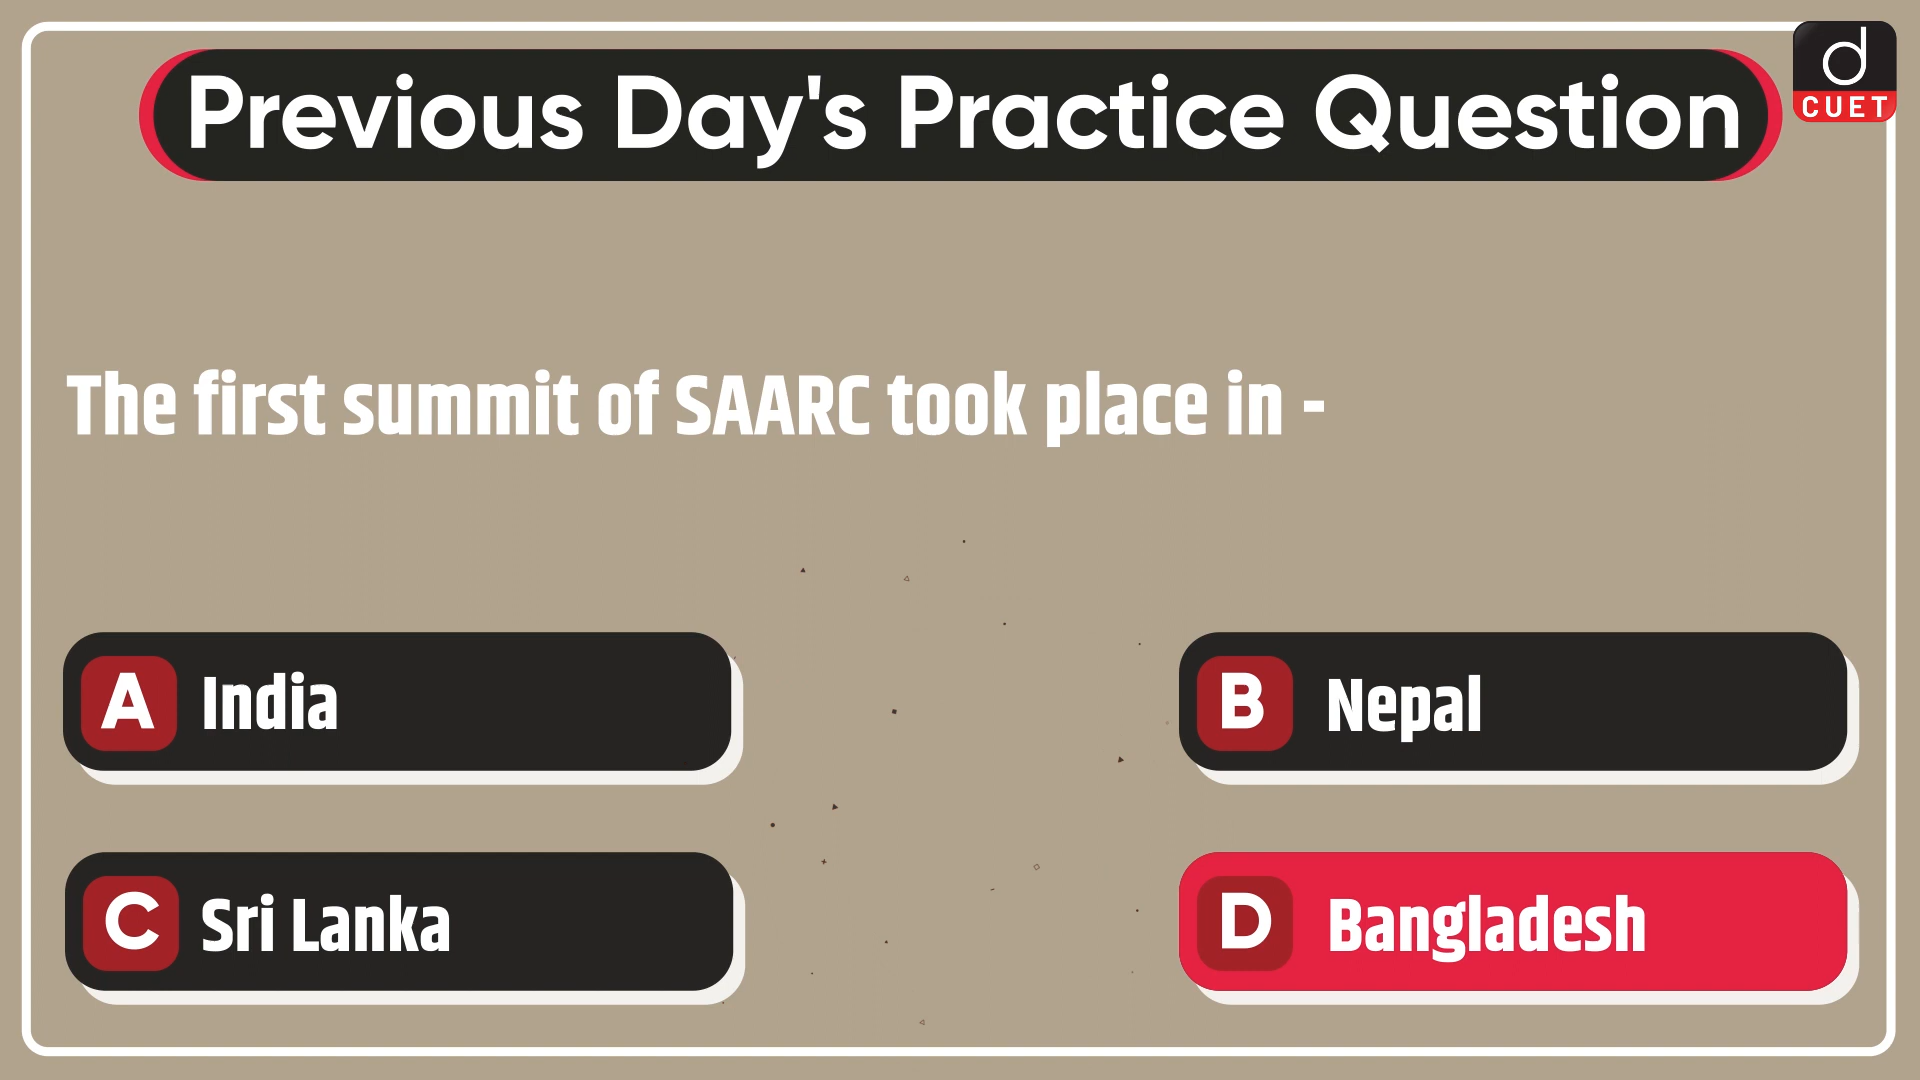 Previous Day's Practice Question
d
CUET
The first summit of SAARC took place in -
A India
B Nepal
C Sri Lanka
D Bangladesh